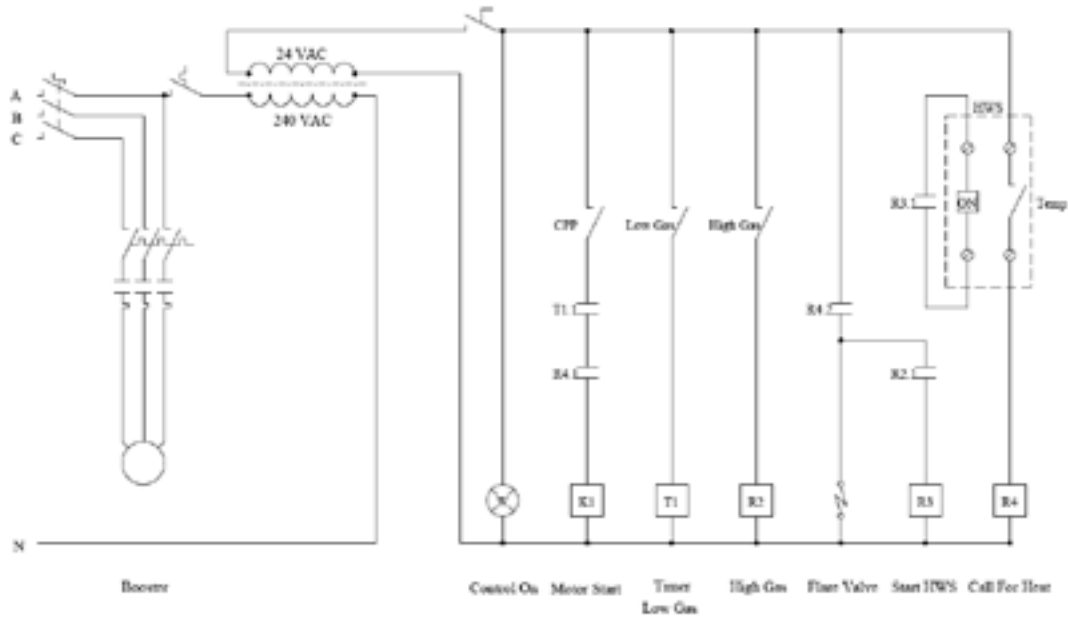 24 VAC
A
B
C
240 VAC
HWS
R3.1
ON
Temp
CPP
Low Gas
High Gas
T1.1
R4.2
R4.1
R2.1
K1
T1
R2
R3
R4
N
Booster
Control On
Motor Start
Timer
Low Gas
High Gas
Start HWS
Call For Heat